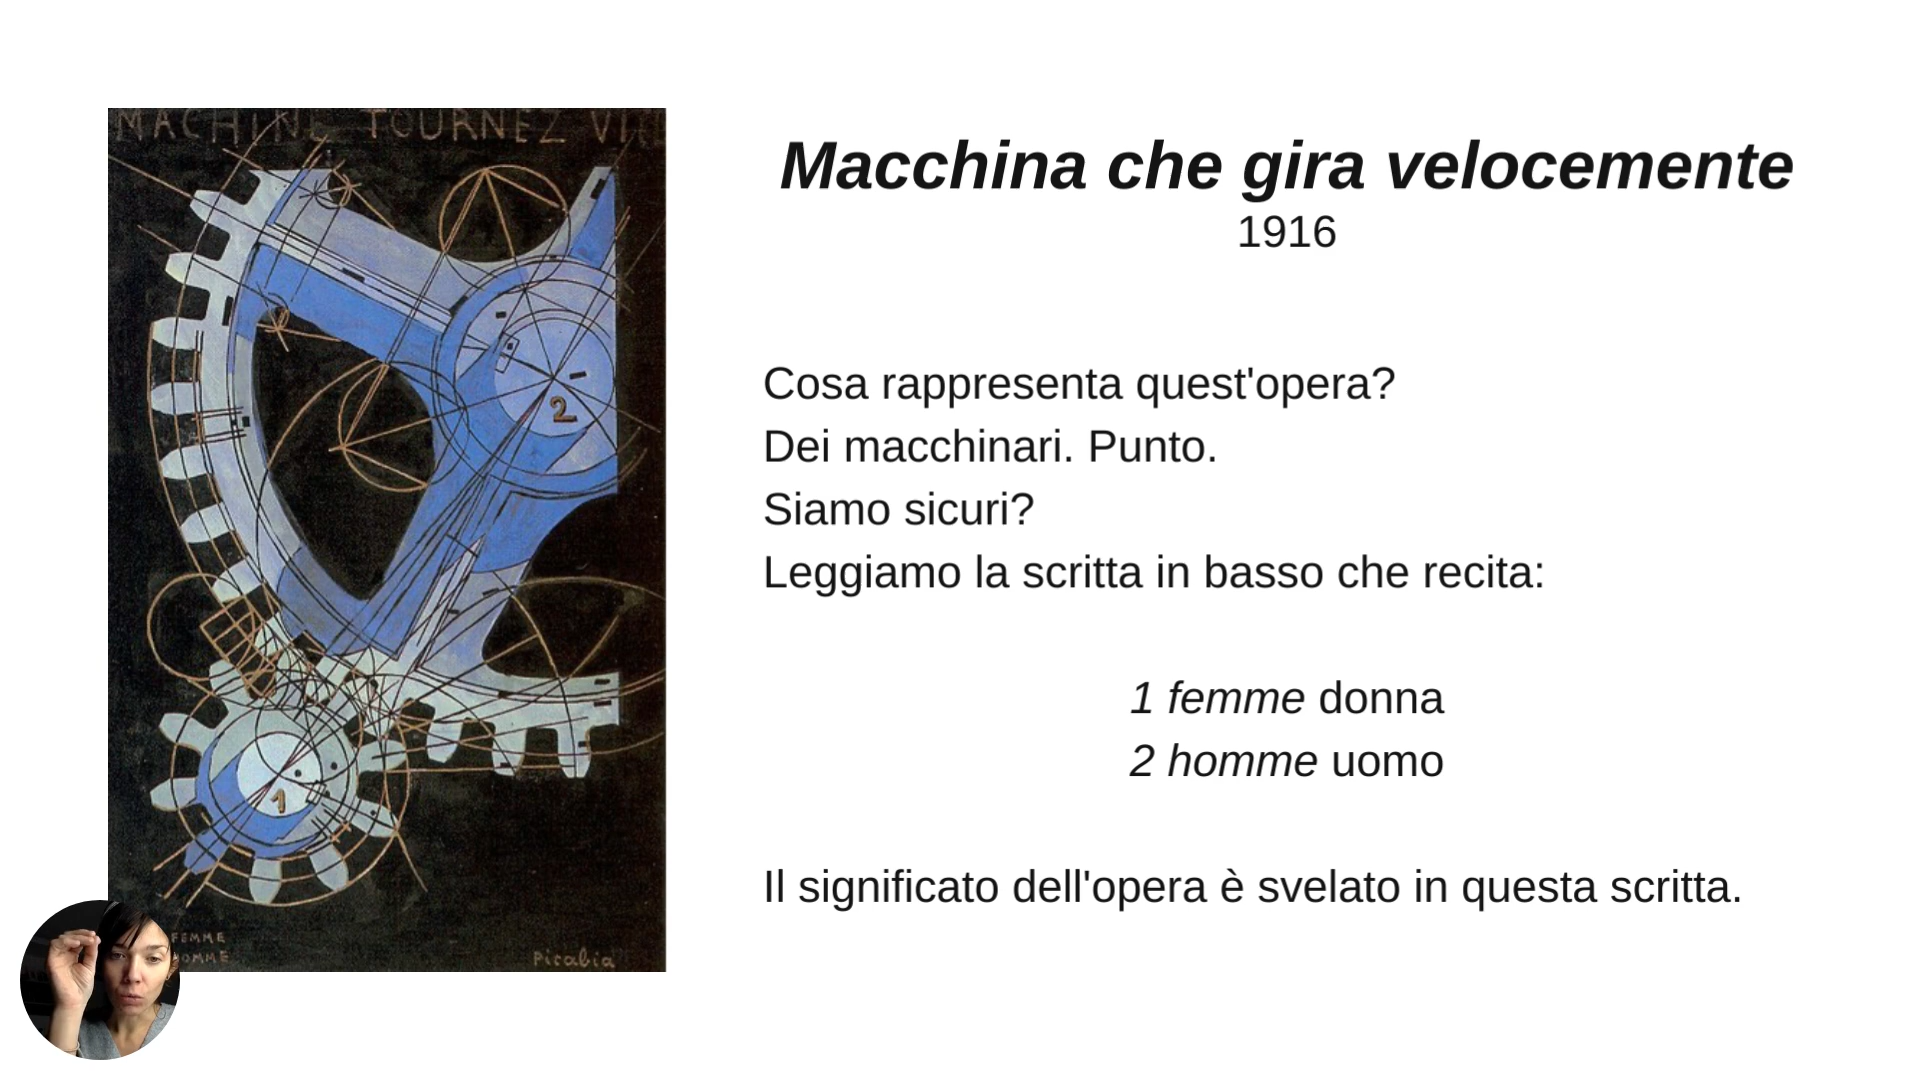 MACHINE TOURNEZ VITE
2
1
FEMME
HOMME
Picabia
Macchina che gira velocemente
1916
Cosa rappresenta quest'opera?
Dei macchinari. Punto.
Siamo sicuri?
Leggiamo la scritta in basso che recita:
1 femme donna
2 homme uomo
Il significato dell'opera è svelato in questa scritta.